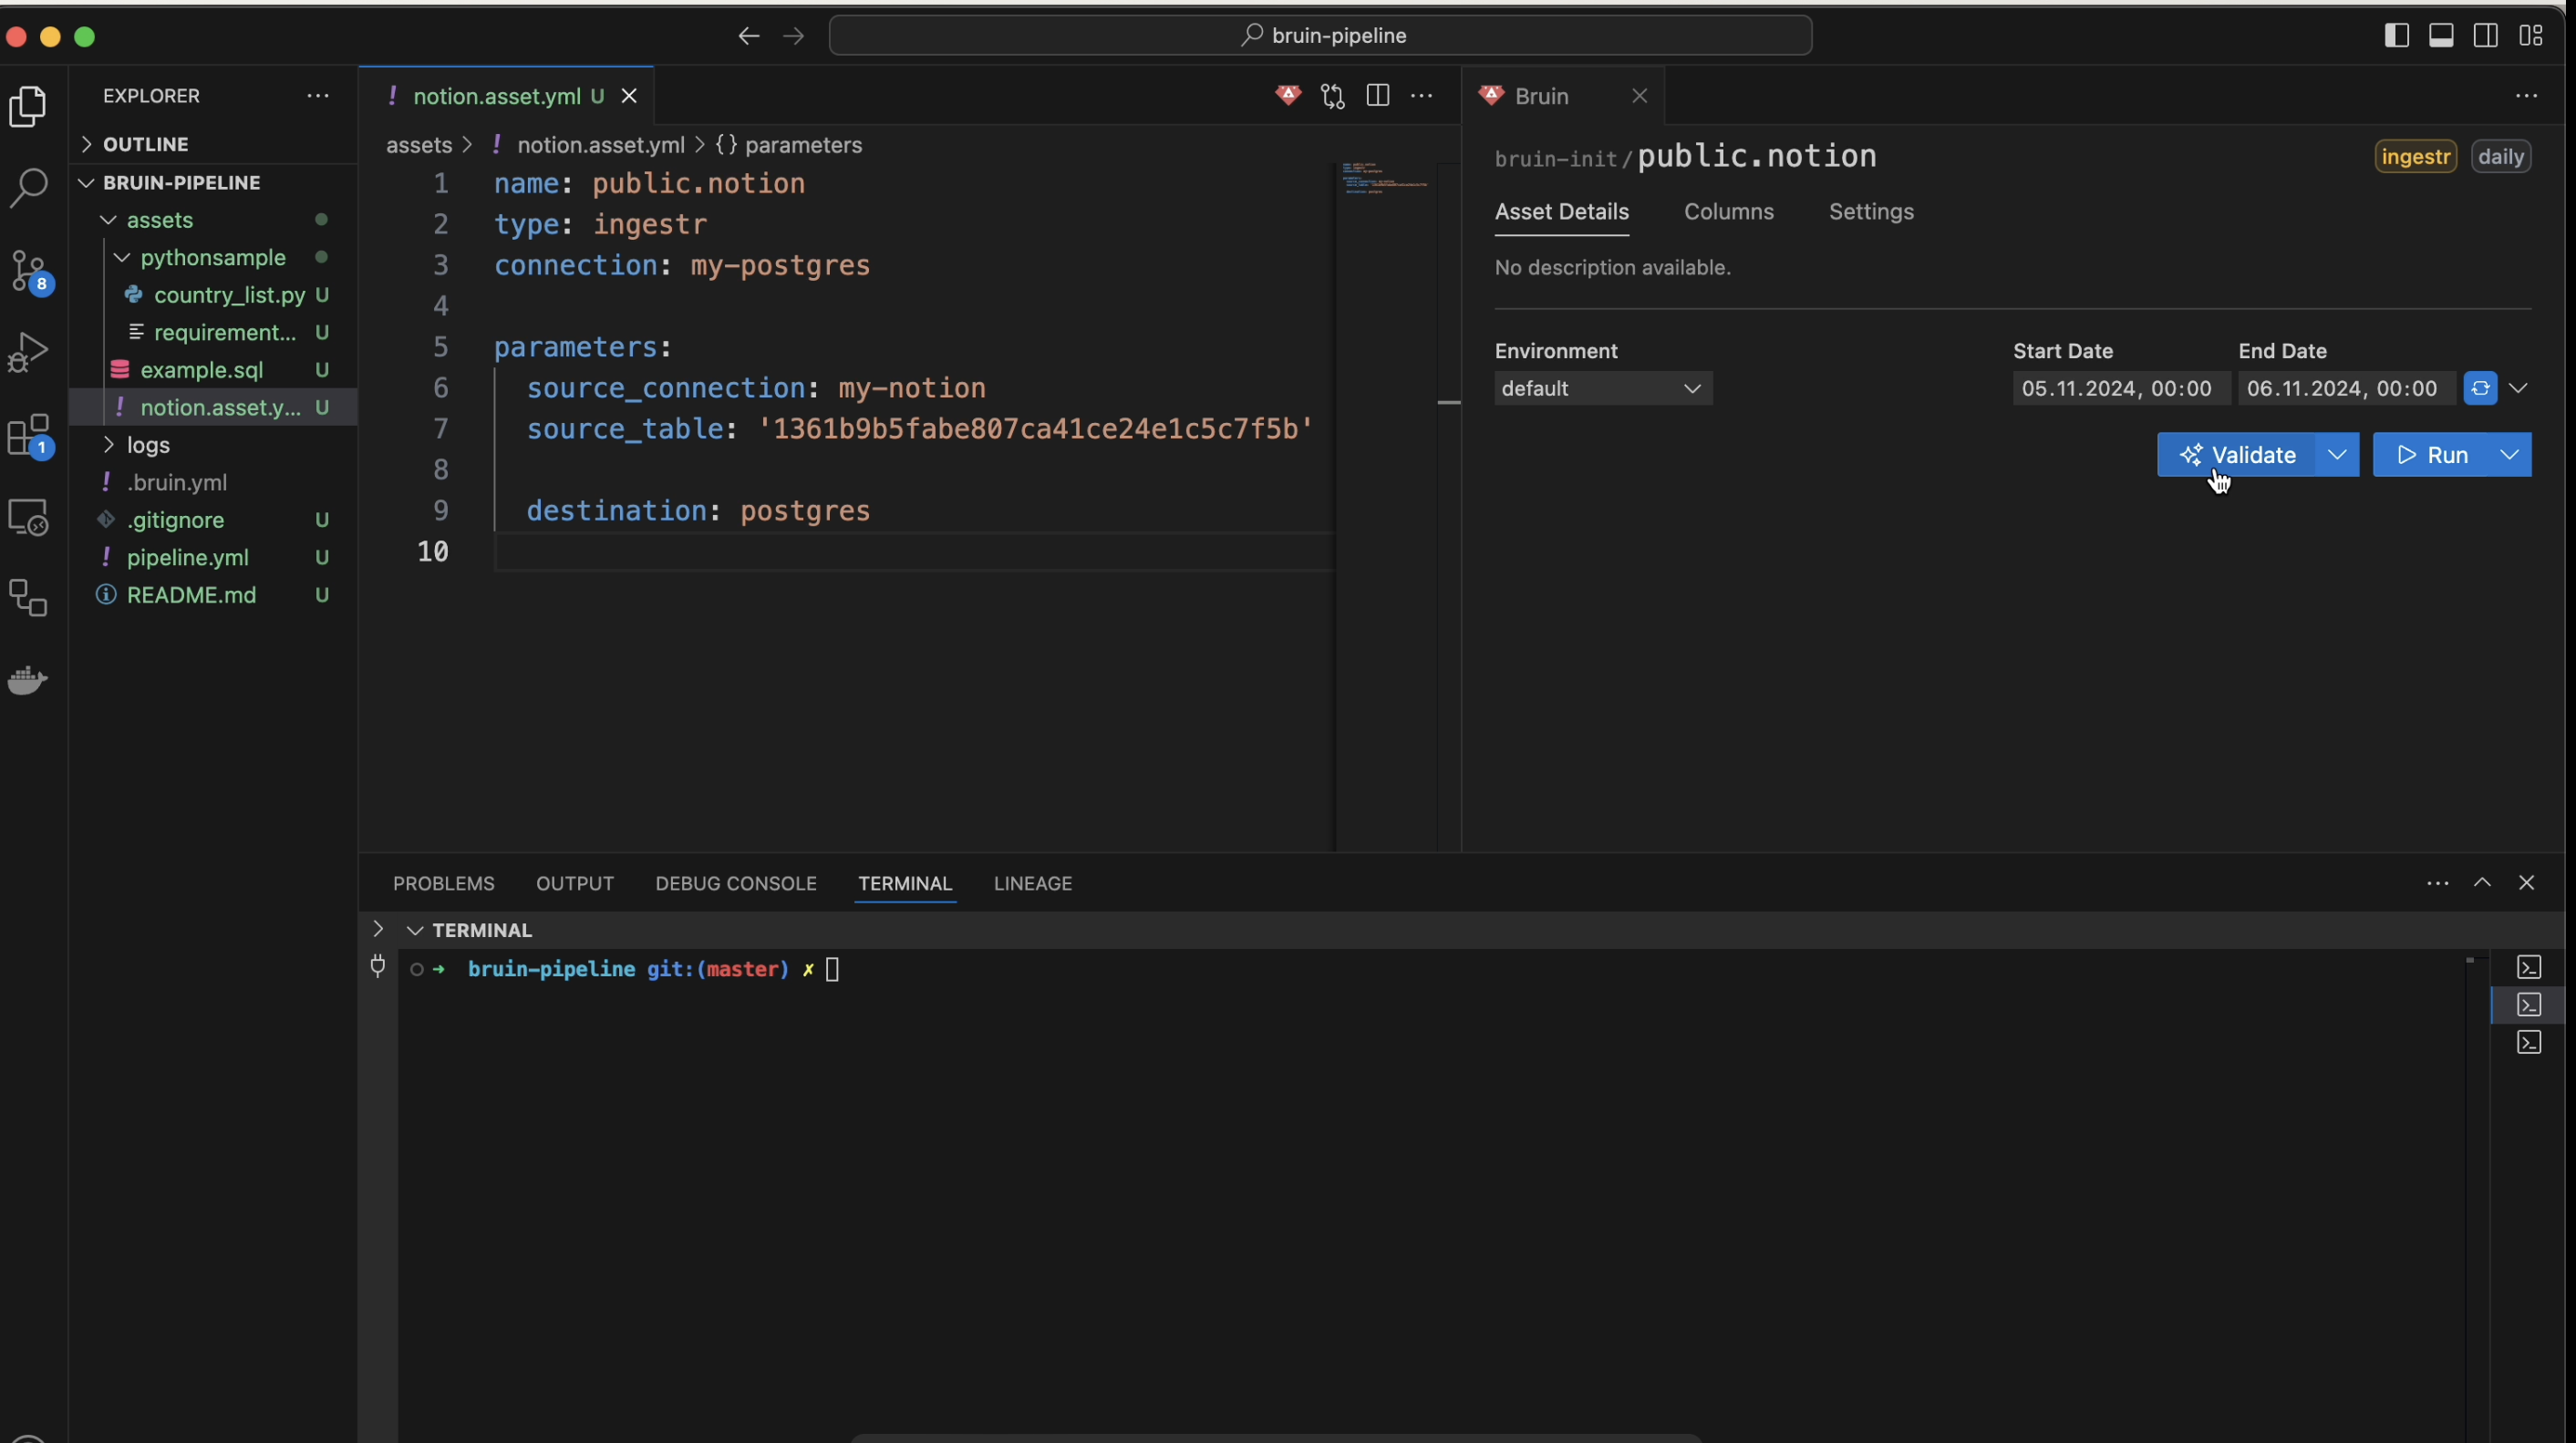 bruin-pipeline
EXPLORER
OUTLINE
BRUIN-PIPELINE
assets
pythonsample
country_list.py U
requirement... U
example.sql U
notion.asset.y... U
logs
.bruin.yml
.gitignore U
pipeline.yml U
README.md U
8
1
! notion.asset.yml U
assets > ! notion.asset.yml > {} parameters
1 name: public.notion
2 type: ingestr
3 connection: my-postgres
4
5 parameters:
6 source_connection: my-notion
7 source_table: '1361b9b5fabe807ca41ce24e1c5c7f5b'
8
9 destination: postgres
10
Bruin
bruin-init/public.notion
ingestr daily
Asset Details Columns Settings
No description available.
Environment Start Date End Date
default 05.11.2024, 00:00 06.11.2024, 00:00
Validate Run
PROBLEMS OUTPUT DEBUG CONSOLE TERMINAL LINEAGE
TERMINAL
➜ bruin-pipeline git:(master) ✗